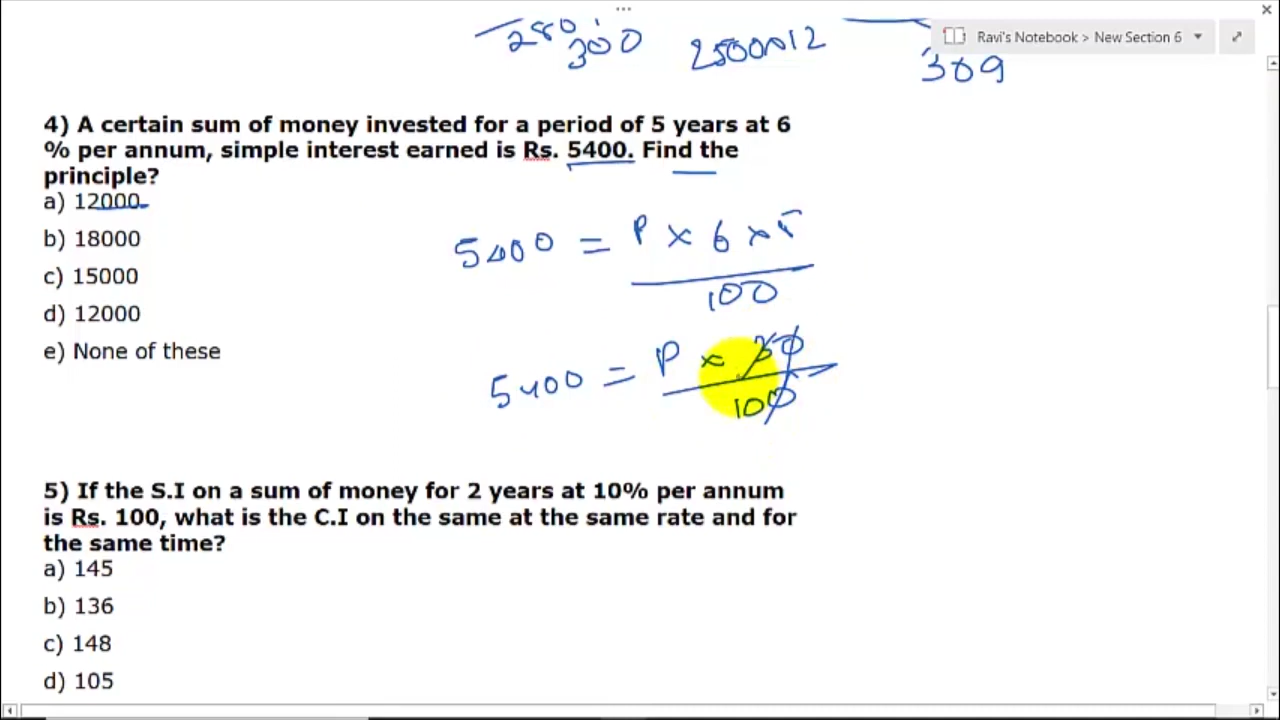 280
300
2500012
Ravi's Notebook > New Section 6
309
4) A certain sum of money invested for a period of 5 years at 6
% per annum, simple interest earned is Rs. 5400. Find the
principle?
a) 12000
b) 18000
c) 15000
d) 12000
e) None of these
5400 = P x 6 x 5
100
5400 = P x 30
100
5) If the S.I on a sum of money for 2 years at 10% per annum
is Rs. 100, what is the C.I on the same at the same rate and for
the same time?
a) 145
b) 136
c) 148
d) 105